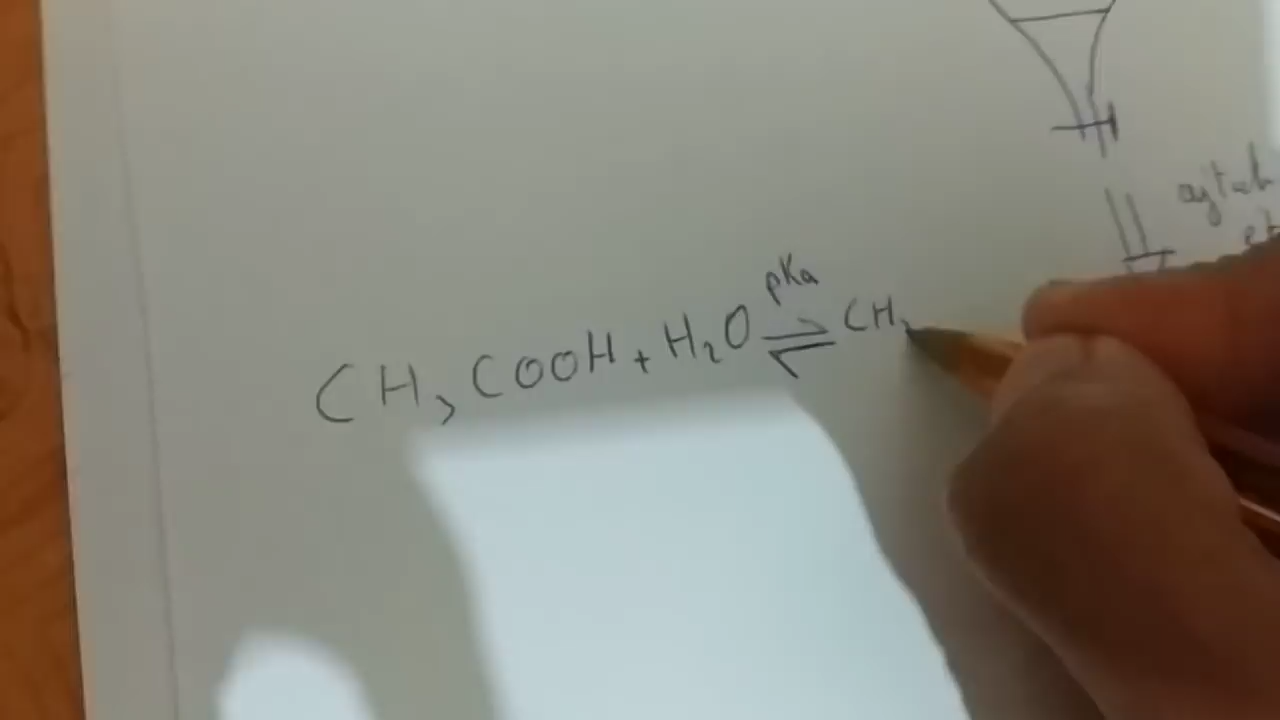 pKa
CH₃COOH + H₂O ⇌ CH₃